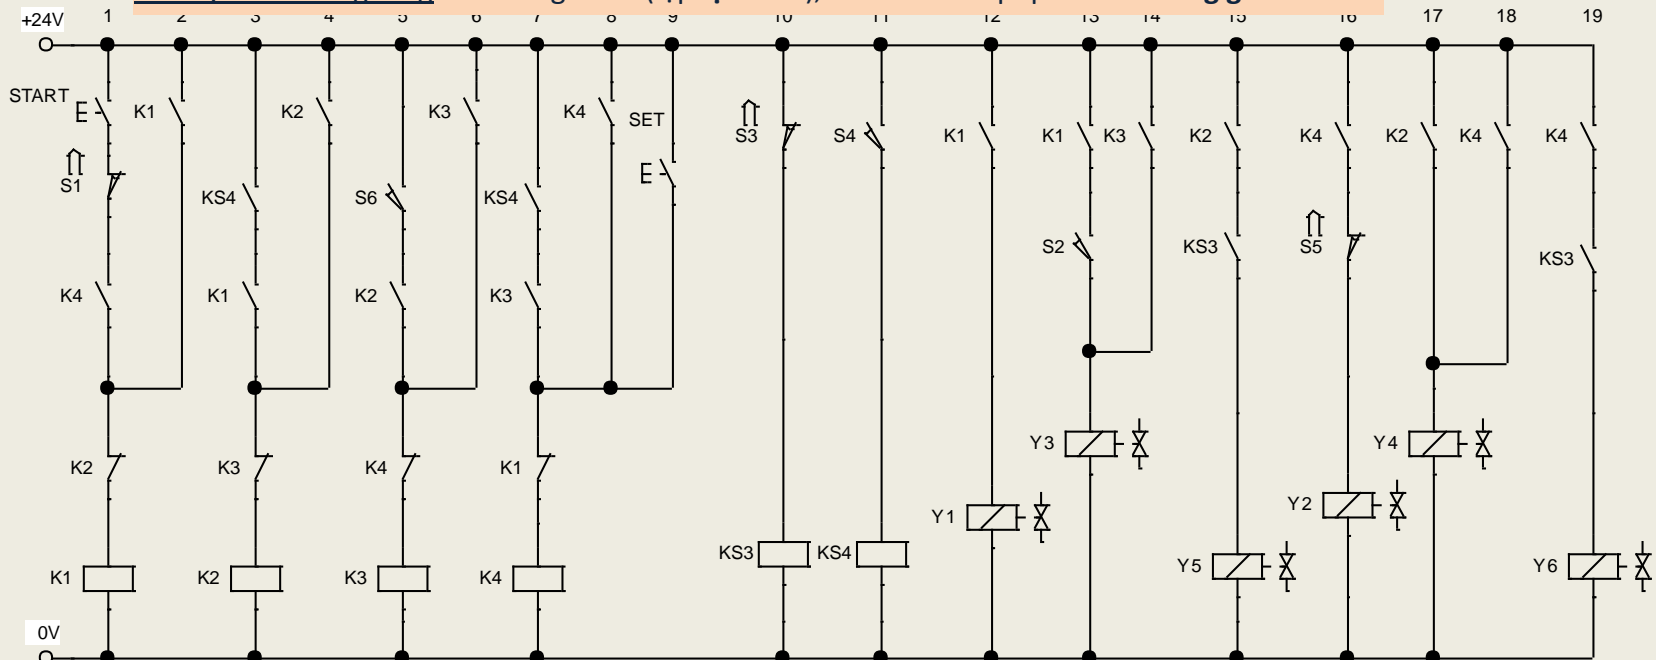 +24V 1 2 3 4 5 6 7 8 9 10 11 12 13 14 15 16 17 18 19
START K1 K2 K3 K4 SET S3 S4 K1 K1 K3 K2 K4 K2 K4 K4
S1 KS4 S6 KS4 S2 KS3 S5 KS3
K4 K1 K2 K3
K2 K3 K4 K1 Y3 Y4
Y1 Y2
K1 K2 K3 K4 KS3 KS4 Y5 Y6
0V